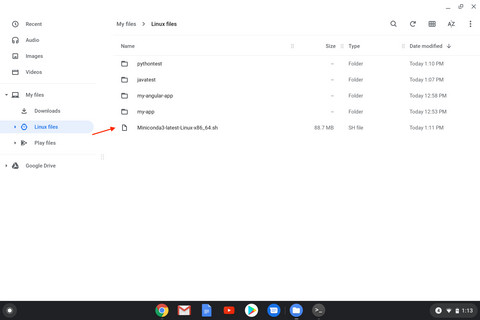 Recent
Audio
Images
Videos
My files
Downloads
Linux files
Play files
Google Drive
My files Linux files
AZ
Name Size Type Date modified
pythontest -- Folder Today 1:10 PM
javatest -- Folder Today 1:07 PM
my-angular-app -- Folder Today 12:58 PM
my-app -- Folder Today 12:53 PM
Miniconda3-latest-Linux-x86_64.sh 88.7 MB SH file Today 1:11 PM
4 1:13